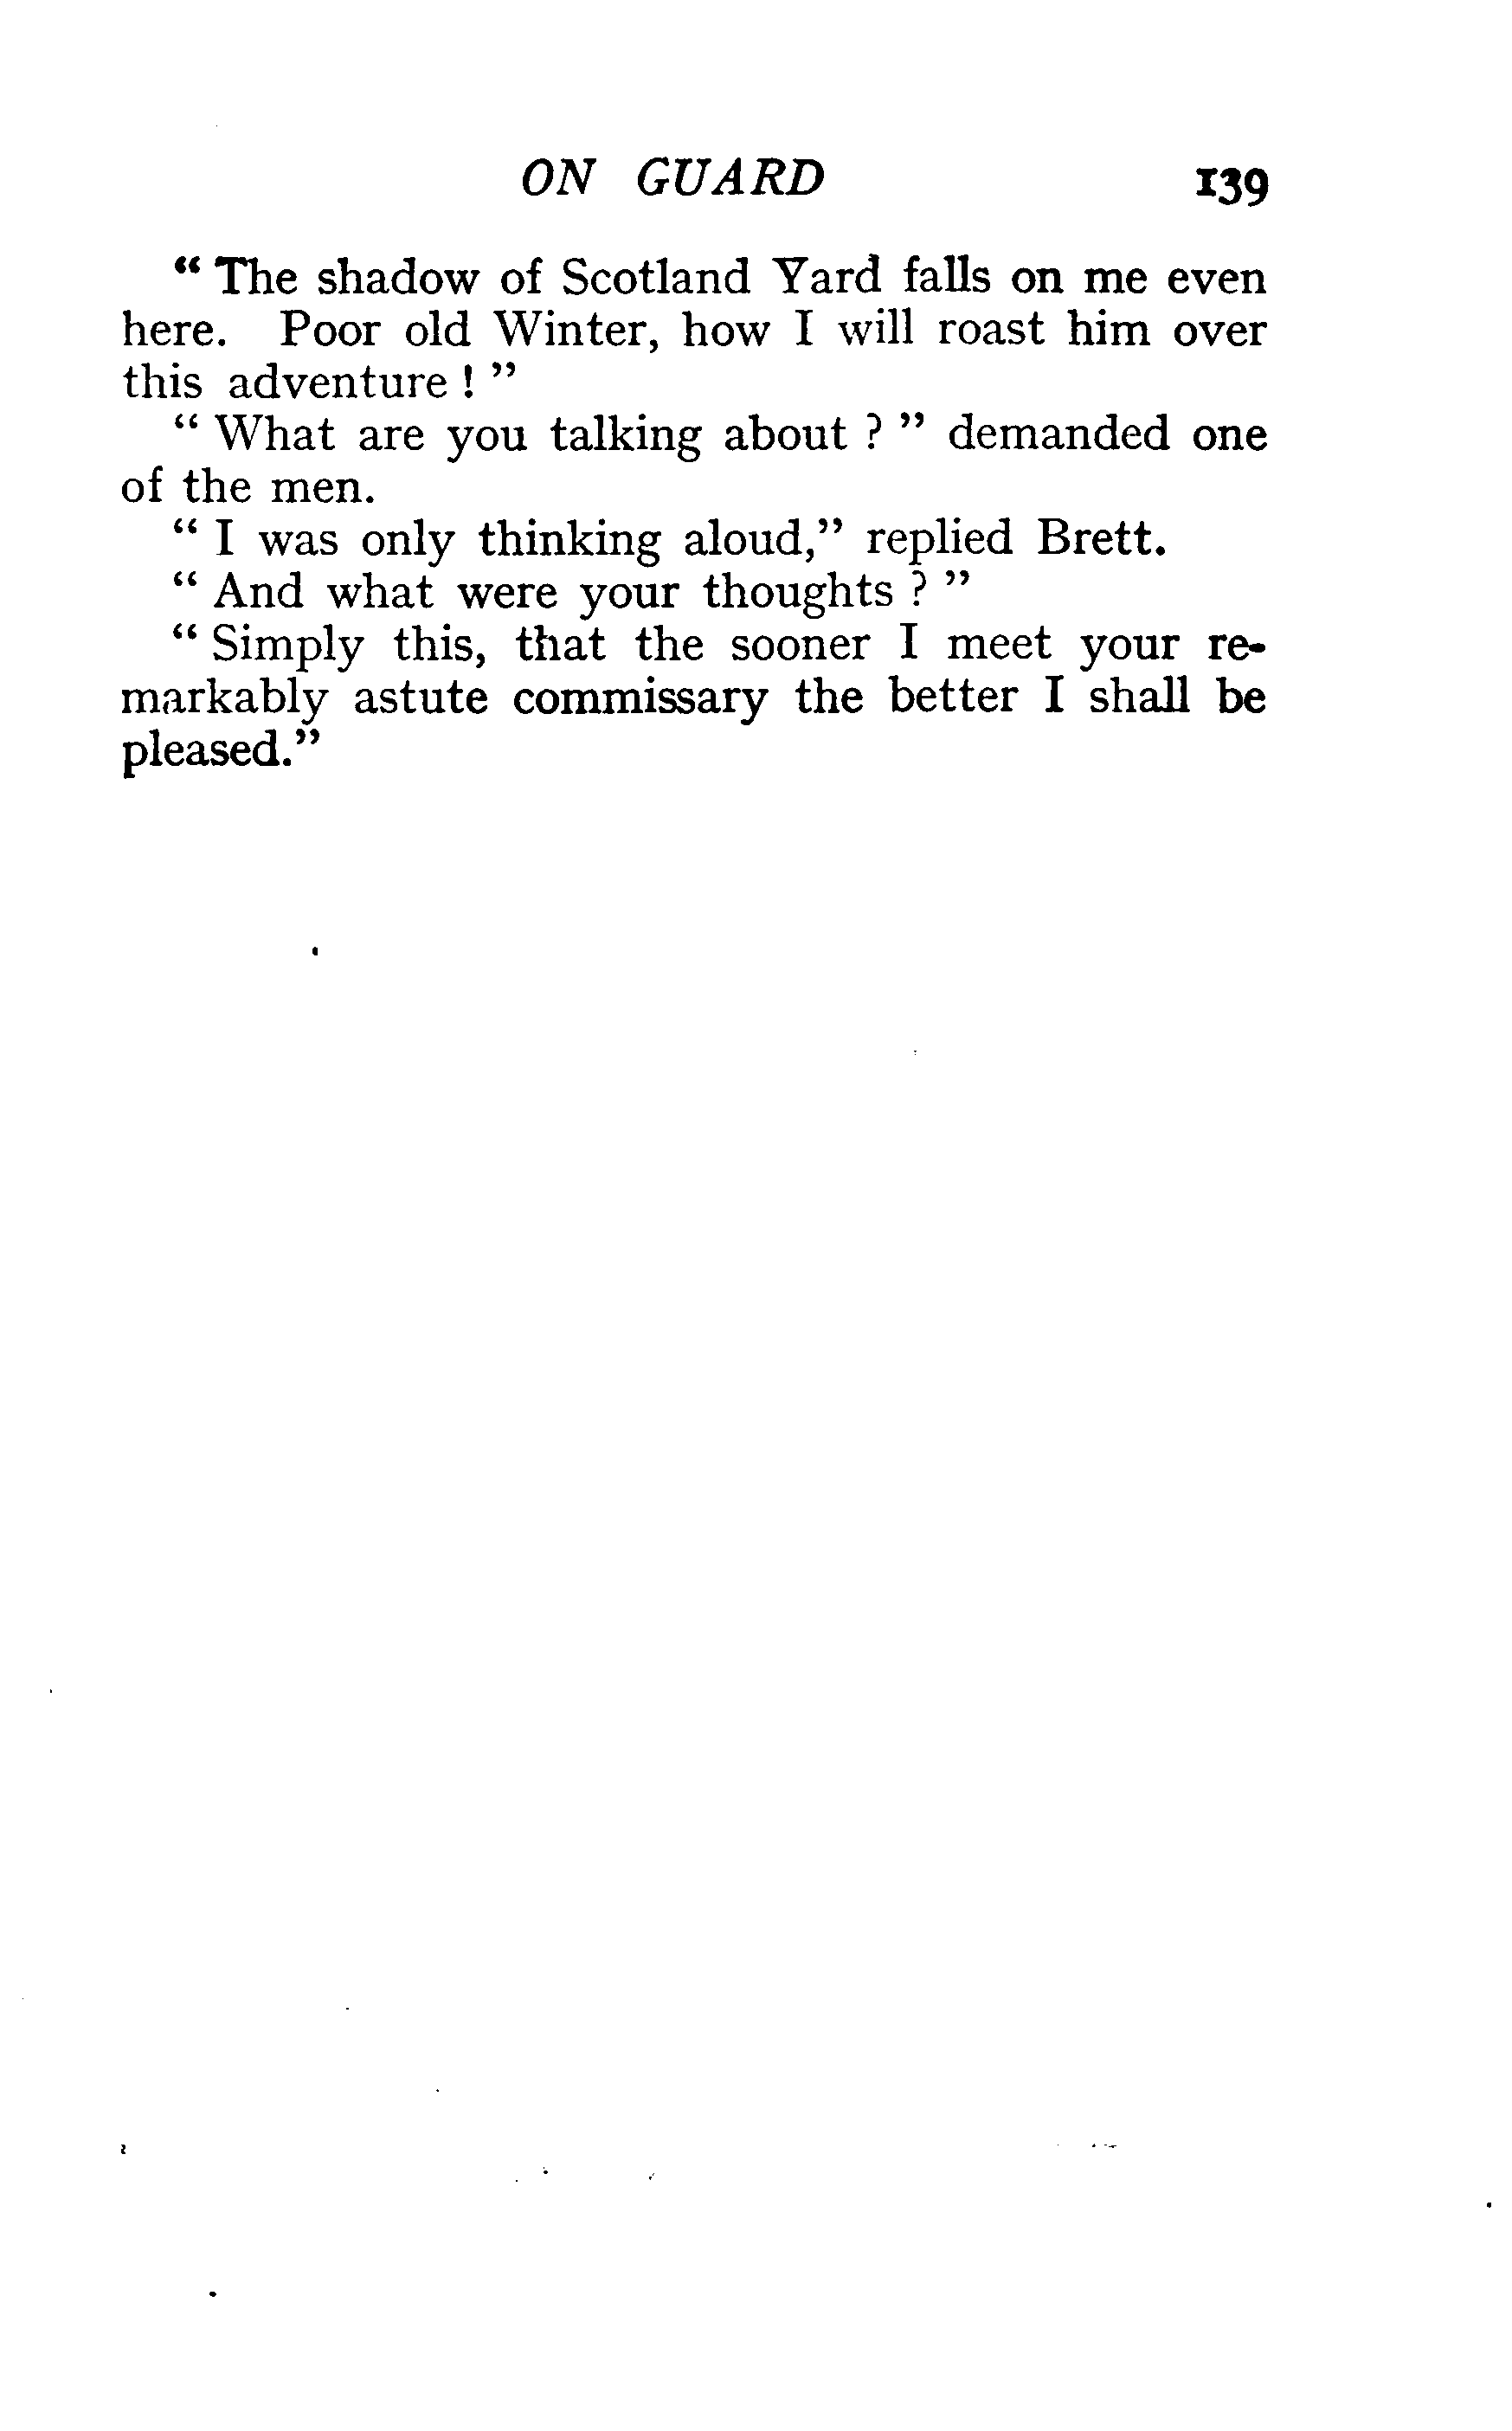 ON GUARD 139
“ The shadow of Scotland Yard falls on me even
here. Poor old Winter, how I will roast him over
this adventure ! ”
“ What are you talking about ? ” demanded one
of the men.
“ I was only thinking aloud,” replied Brett.
“ And what were your thoughts ? ”
“ Simply this, that the sooner I meet your re-
markably astute commissary the better I shall be
pleased.”